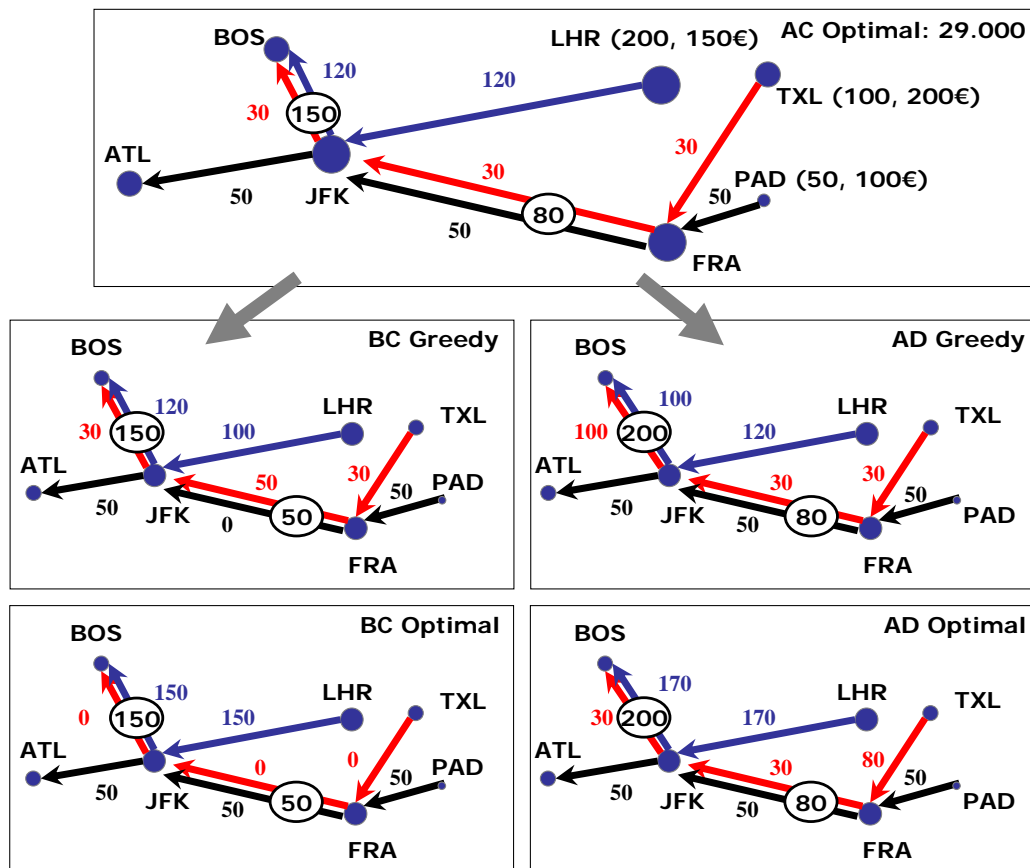 AC Optimal: 29.000
BOS
LHR (200, 150€)
120
120
TXL (100, 200€)
30
150
ATL
30
30
PAD (50, 100€)
50
50
JFK
80
50
FRA
BC Greedy
BOS
120
LHR
TXL
30
150
100
ATL
50
30
50
PAD
50
JFK
0
50
FRA
AD Greedy
BOS
100
LHR
TXL
100
200
120
ATL
30
30
50
50
JFK
50
80
PAD
FRA
BC Optimal
BOS
150
LHR
TXL
0
150
150
ATL
0
0
50
PAD
50
JFK
50
50
FRA
AD Optimal
BOS
170
LHR
TXL
30
200
170
ATL
30
80
50
50
JFK
50
80
PAD
FRA